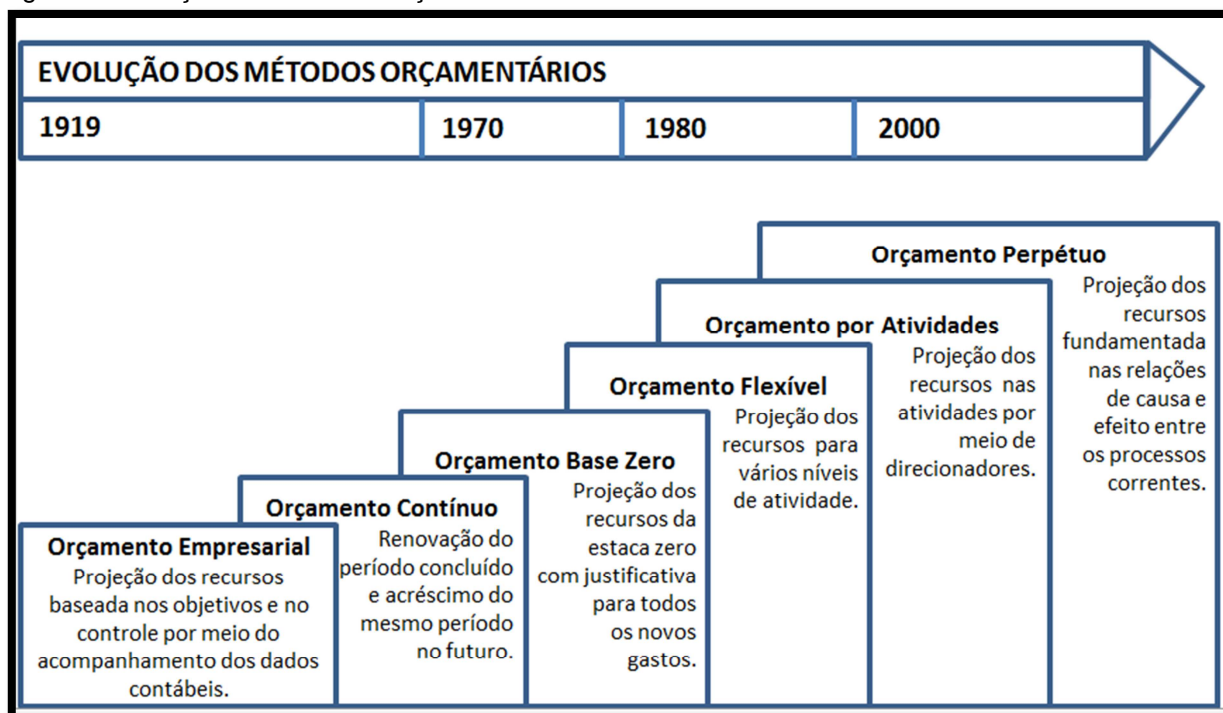 EVOLUÇÃO DOS MÉTODOS ORÇAMENTÁRIOS
1919
1970
1980
2000
Orçamento Empresarial
Projeção dos recursos
baseada nos objetivos e no
controle por meio do
acompanhamento dos dados
contábeis.
Orçamento Contínuo
Renovação do
período concluído
e acréscimo do
mesmo período
no futuro.
Orçamento Base Zero
Projeção dos
recursos da
estaca zero
com justificativa
para todos
os novos
gastos.
Orçamento Flexível
Projeção dos
recursos para
vários níveis
de atividade.
Orçamento por Atividades
Projeção dos
recursos nas
atividades por
meio de
direcionadores.
Orçamento Perpétuo
Projeção dos
recursos
fundamentada
nas relações
de causa e
efeito entre
os processos
correntes.